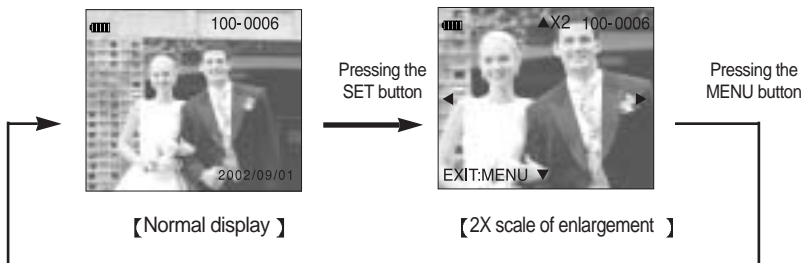 100-0006
2002/09/01
【Normal display 】
Pressing the
SET button
▲X2 100-0006
◀ ▶
EXIT:MENU ▼
【2X scale of enlargement 】
Pressing the
MENU button